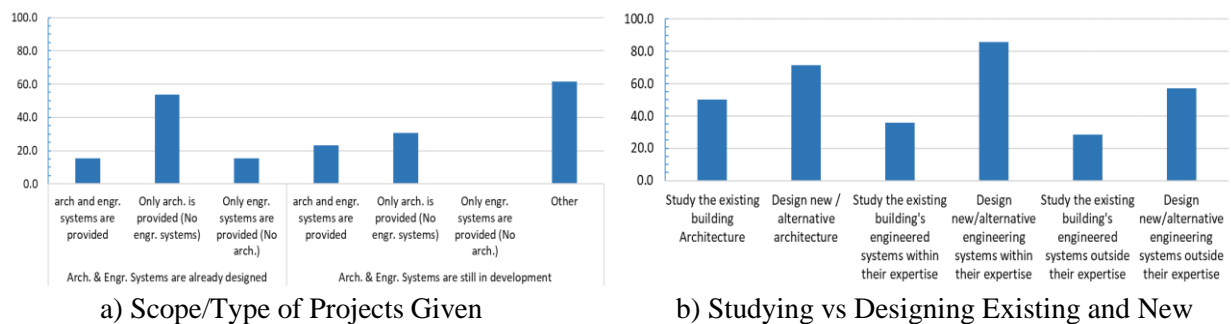 100.0
80.0
60.0
40.0
20.0
0.0
arch and engr.
systems are
provided
Only arch. is
provided (No
engr. systems)
Only engr.
systems are
provided (No
arch.)
arch and engr.
systems are
provided
Only arch. is
provided (No
engr. systems)
Only engr.
systems are
provided (No
arch.)
Other
Arch. & Engr. Systems are already designed
Arch. & Engr. Systems are still in development
a) Scope/Type of Projects Given
100.0
80.0
60.0
40.0
20.0
0.0
Study the existing
building
Architecture
Design new /
alternative
architecture
Study the existing
building's
engineered
systems within
their expertise
Design
new/alternative
engineering
systems within
their expertise
Study the existing
building's
engineered
systems outside
their expertise
Design
new/alternative
engineering
systems outside
their expertise
b) Studying vs Designing Existing and New